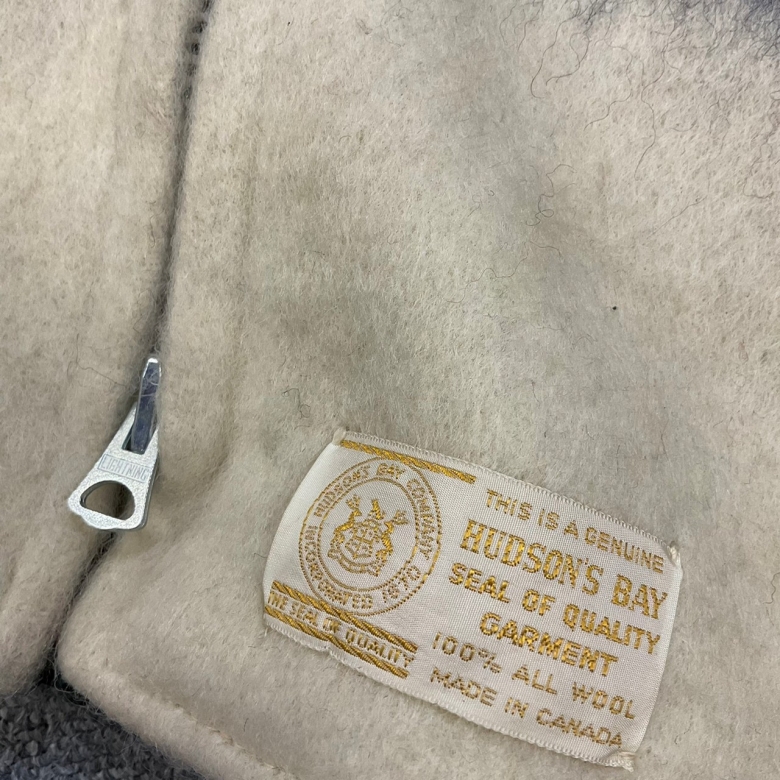 LIGHTNING
HUDSON'S BAY COMPANY
INCORPORATED 1670
THE SEAL OF QUALITY
THIS IS A GENUINE
HUDSON'S BAY
SEAL OF QUALITY
GARMENT
100% ALL WOOL
MADE IN CANADA